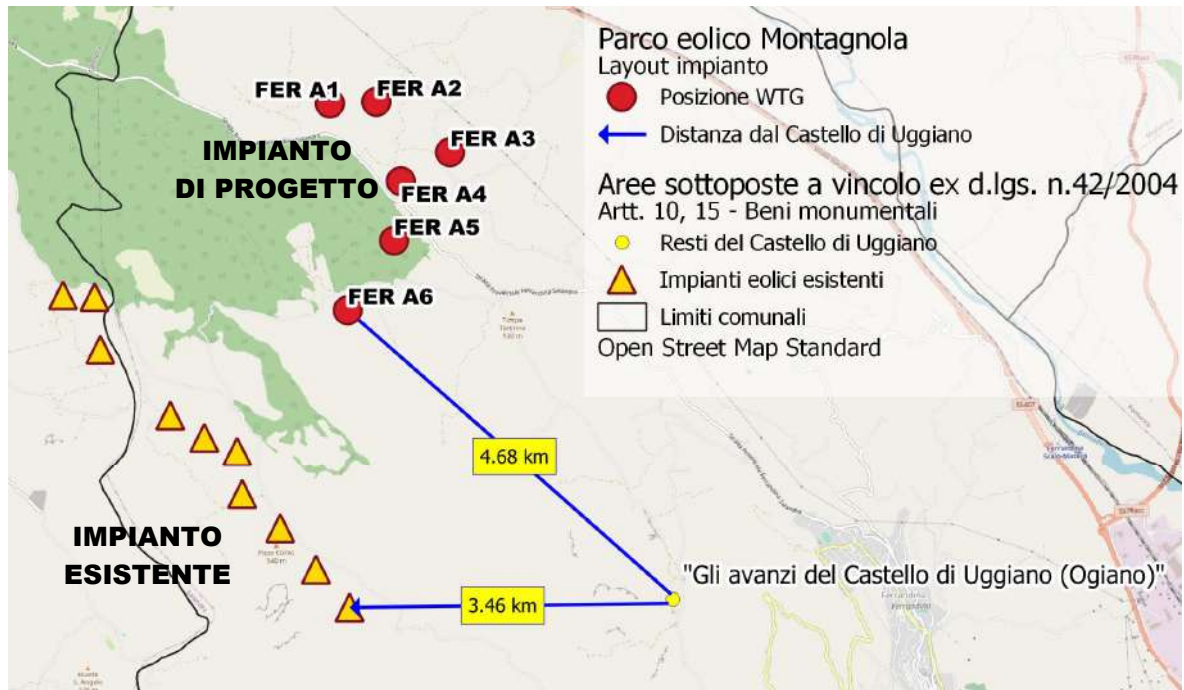 Parco eolico Montagnola
Layout impianto
Posizione WTG
Distanza dal Castello di Uggiano
Aree sottoposte a vincolo ex d.lgs. n.42/2004
Artt. 10, 15 - Beni monumentali
Resti del Castello di Uggiano
Impianti eolici esistenti
Limiti comunali
Open Street Map Standard
FER A1
FER A2
FER A3
IMPIANTO
DI PROGETTO
FER A4
FER A5
FER A6
4.68 km
IMPIANTO
ESISTENTE
3.46 km
"Gli avanzi del Castello di Uggiano (Ogiano)"
Ferrandina